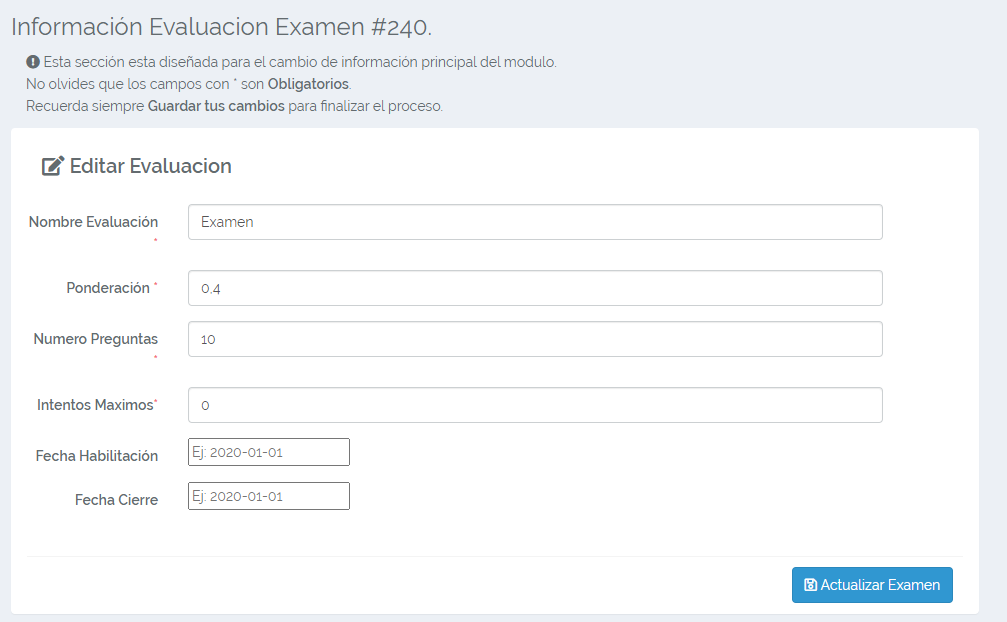 Información Evaluacion Examen #240.
Esta sección esta diseñada para el cambio de información principal del modulo.
No olvides que los campos con * son Obligatorios.
Recuerda siempre Guardar tus cambios para finalizar el proceso.
Editar Evaluacion
Nombre Evaluación * Examen
Ponderación * 0,4
Numero Preguntas * 10
Intentos Maximos* 0
Fecha Habilitación Ej: 2020-01-01
Fecha Cierre Ej: 2020-01-01
Actualizar Examen